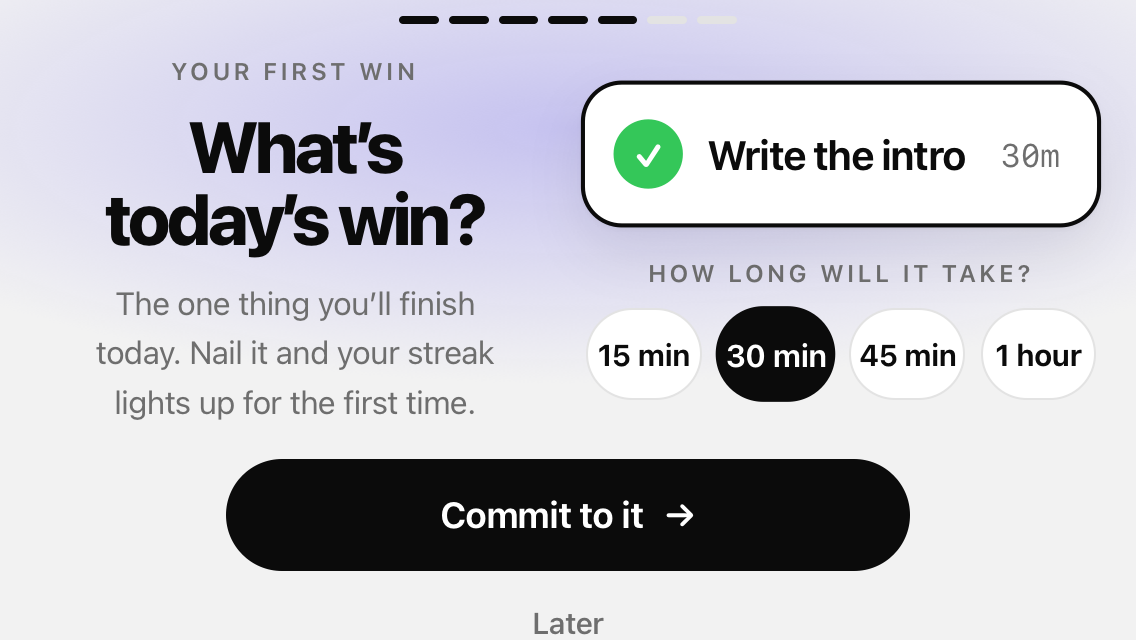 YOUR FIRST WIN
What’s
today’s win?
The one thing you’ll finish
today. Nail it and your streak
lights up for the first time.
Write the intro 30m
HOW LONG WILL IT TAKE?
15 min 30 min 45 min 1 hour
Commit to it →
Later